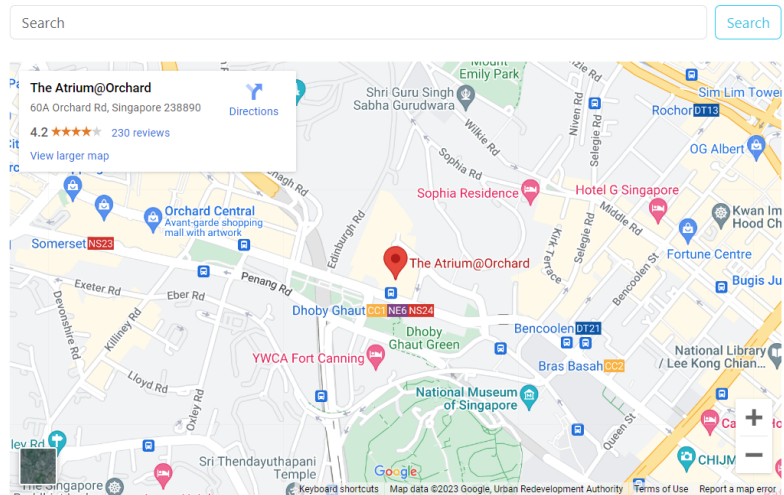 Search
Search
The Atrium@Orchard
60A Orchard Rd, Singapore 238890
4.2
230 reviews
View larger map
Directions
Mount
Emily Park
Shri Guru Singh
Sabha Gurudwara
Wilkie Rd
Niven Rd
Selegie Rd
Sim Lim Tower
Rochor DT13
OG Albert
Sophia Rd
Sophia Residence
Hotel G Singapore
Middle Rd
Kwan Im
Hood Ch
Orchard Central
Avant-garde shopping
mall with artwork
Edinburgh Rd
Kirk Terrace
Selegie Rd
Fortune Centre
Somerset NS23
The Atrium@Orchard
Bencoolen St
Bugis Ju
Exeter Rd
Eber Rd
Penang Rd
Devonshire Rd
Killiney Rd
Dhoby Ghaut CC1 NE6 NS24
Dhoby
Ghaut Green
Bencoolen DT21
YWCA Fort Canning
Bras Basah CC2
National Library
/ Lee Kong Chian...
Lloyd Rd
Oxley Rd
National Museum
of Singapore
Queen St
ley Rd
Sri Thendayuthapani
Temple
CHIJM
The Singapore
Google
Keyboard shortcuts
Map data ©2023 Google, Urban Redevelopment Authority
Terms of Use
Report a map error